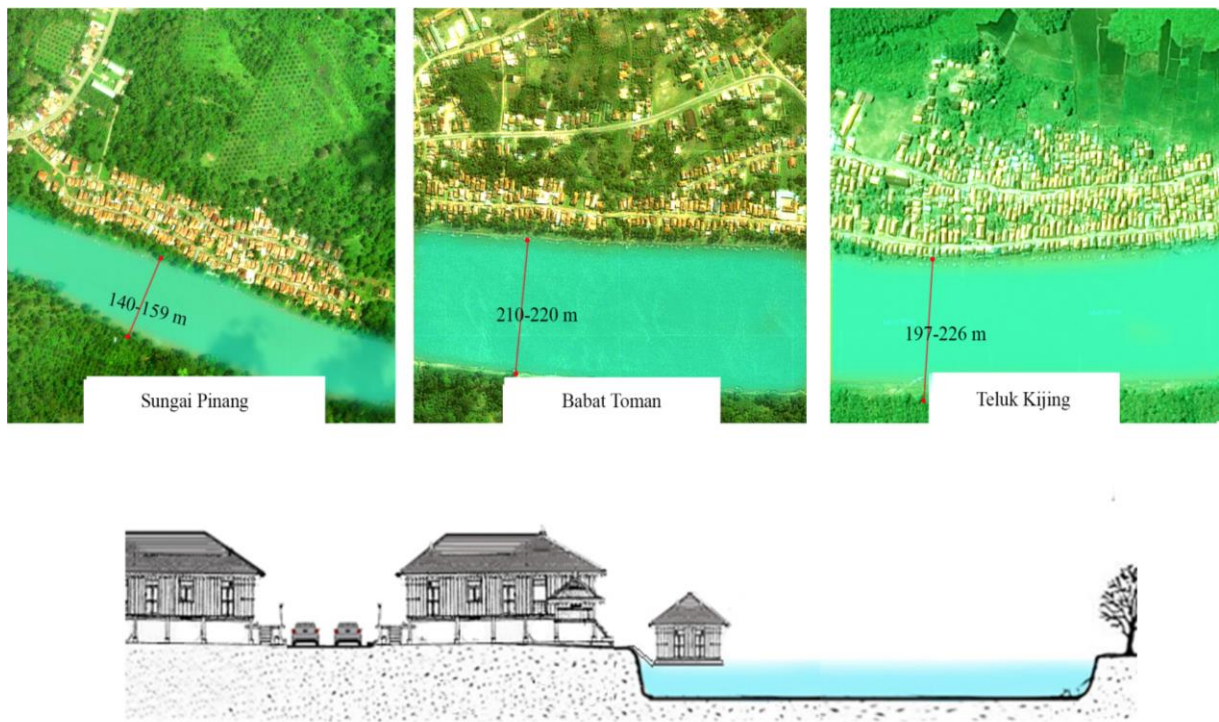 140-159 m
210-220 m
197-226 m
Sungai Pinang
Babat Toman
Teluk Kijing